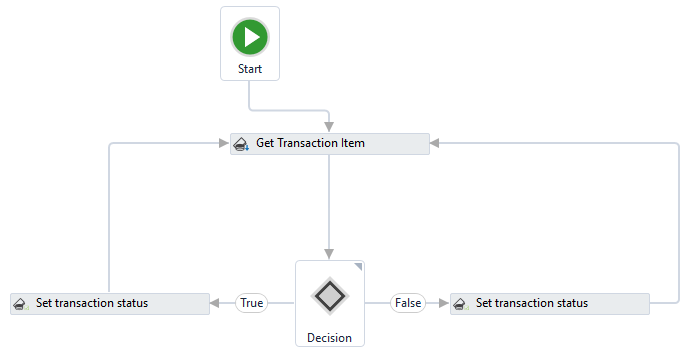 Start
Get Transaction Item
Set transaction status
True
False
Set transaction status
Decision